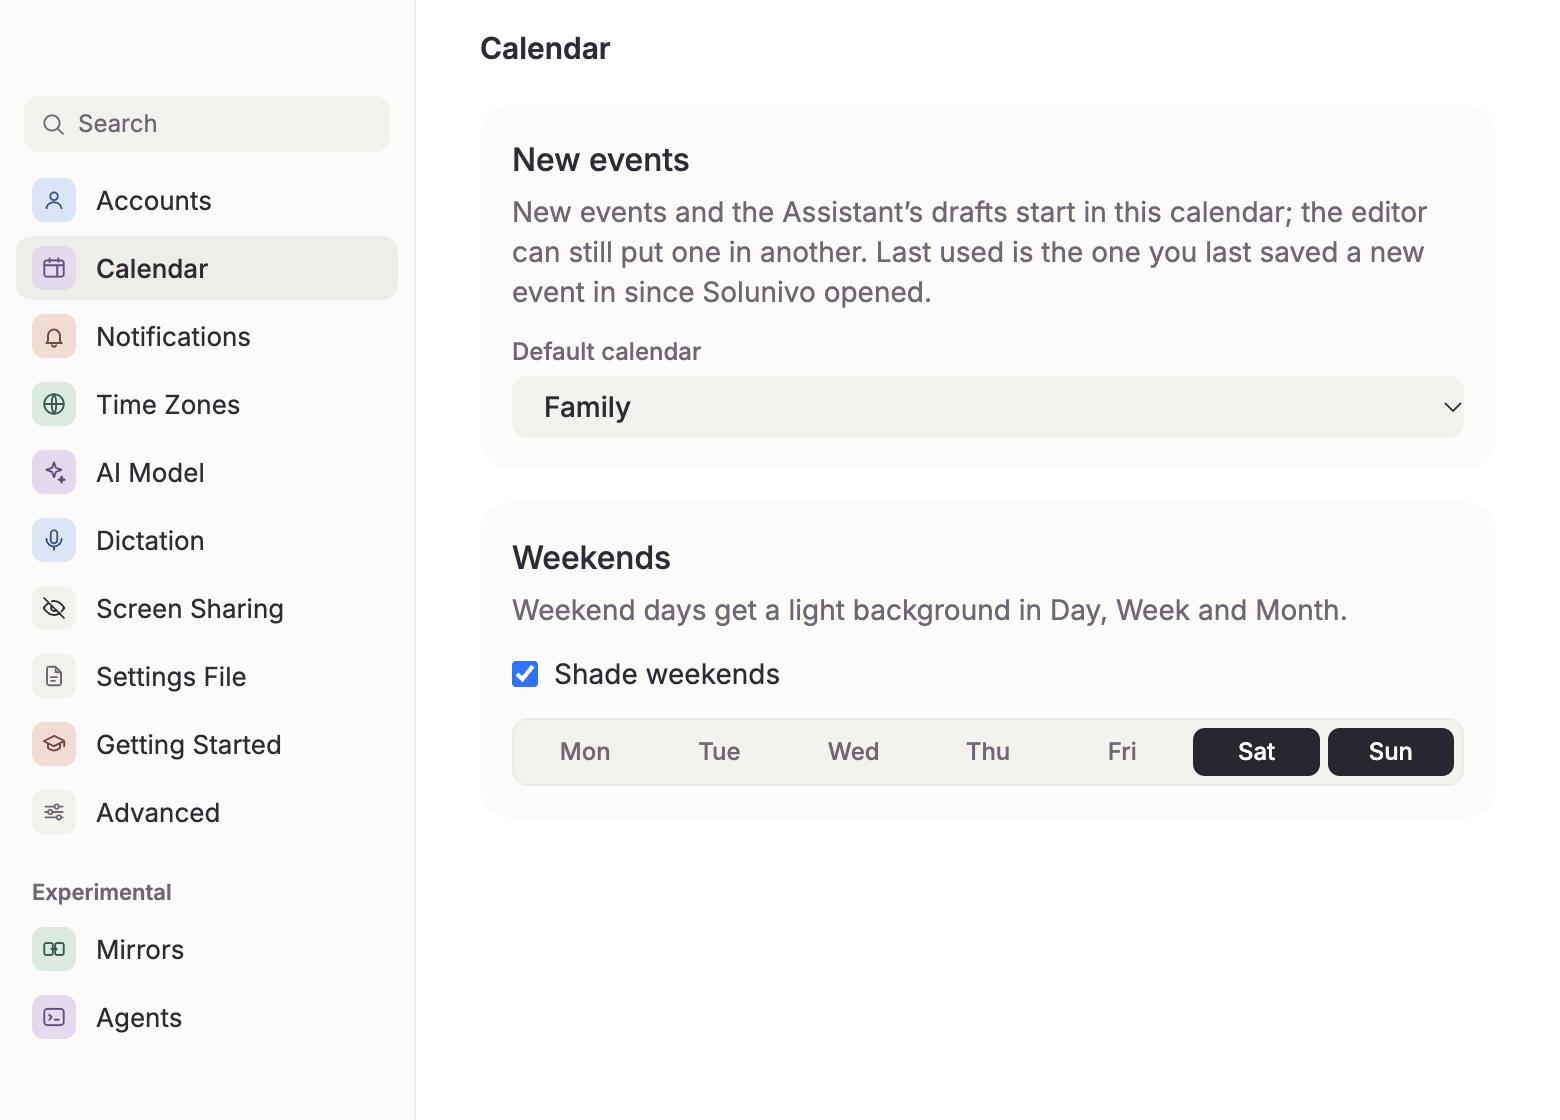 Search
Accounts
Calendar
Notifications
Time Zones
AI Model
Dictation
Screen Sharing
Settings File
Getting Started
Advanced
Experimental
Mirrors
Agents
Calendar
New events
New events and the Assistant’s drafts start in this calendar; the editor
can still put one in another. Last used is the one you last saved a new
event in since Solunivo opened.
Default calendar
Family
Weekends
Weekend days get a light background in Day, Week and Month.
Shade weekends
Mon Tue Wed Thu Fri Sat Sun